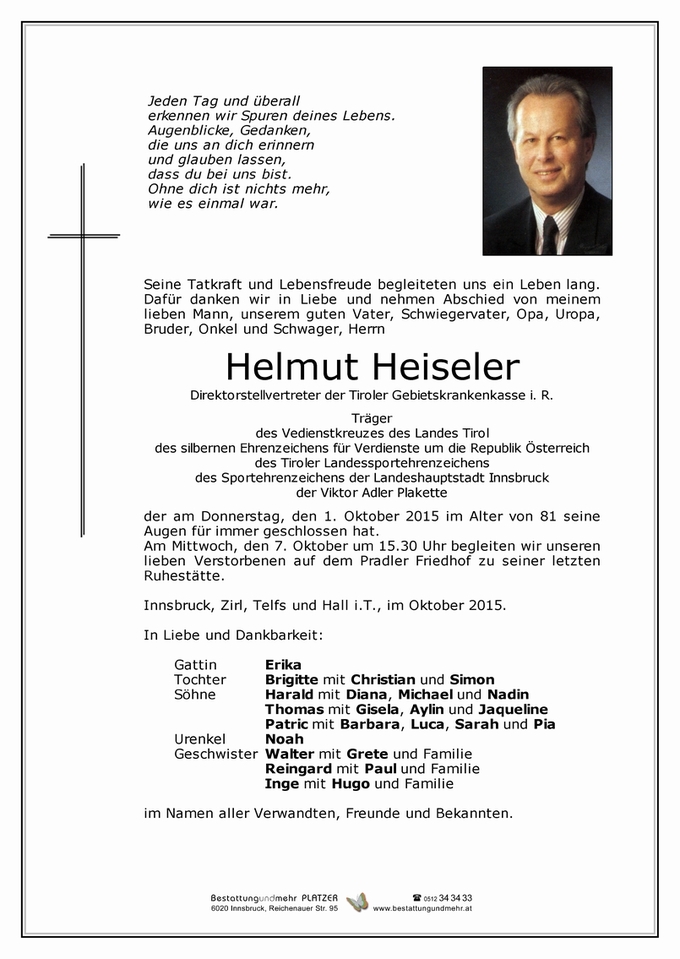 Jeden Tag und überall
erkennen wir Spuren deines Lebens.
Augenblicke, Gedanken,
die uns an dich erinnern
und glauben lassen,
dass du bei uns bist.
Ohne dich ist nichts mehr,
wie es einmal war.
Seine Tatkraft und Lebensfreude begleiteten uns ein Leben lang.
Dafür danken wir in Liebe und nehmen Abschied von meinem
lieben Mann, unserem guten Vater, Schwiegervater, Opa, Uropa,
Bruder, Onkel und Schwager, Herrn
Helmut Heiseler
Direktorstellvertreter der Tiroler Gebietskrankenkasse i. R.
Träger
des Vedienstkreuzes des Landes Tirol
des silbernen Ehrenzeichens für Verdienste um die Republik Österreich
des Tiroler Landessportehrenzeichens
des Sportehrenzeichens der Landeshauptstadt Innsbruck
der Viktor Adler Plakette
der am Donnerstag, den 1. Oktober 2015 im Alter von 81 seine
Augen für immer geschlossen hat.
Am Mittwoch, den 7. Oktober um 15.30 Uhr begleiten wir unseren
lieben Verstorbenen auf dem Pradler Friedhof zu seiner letzten
Ruhestätte.
Innsbruck, Zirl, Telfs und Hall i.T., im Oktober 2015.
In Liebe und Dankbarkeit:
Gattin Erika
Tochter Brigitte mit Christian und Simon
Söhne Harald mit Diana, Michael und Nadin
Thomas mit Gisela, Aylin und Jaqueline
Patric mit Barbara, Luca, Sarah und Pia
Urenkel Noah
Geschwister Walter mit Grete und Familie
Reingard mit Paul und Familie
Inge mit Hugo und Familie
im Namen aller Verwandten, Freunde und Bekannten.
Bestattungundmehr PLATZER ☎ 0512 34 34 33
6020 Innsbruck, Reichenauer Str. 95 www.bestattungundmehr.at